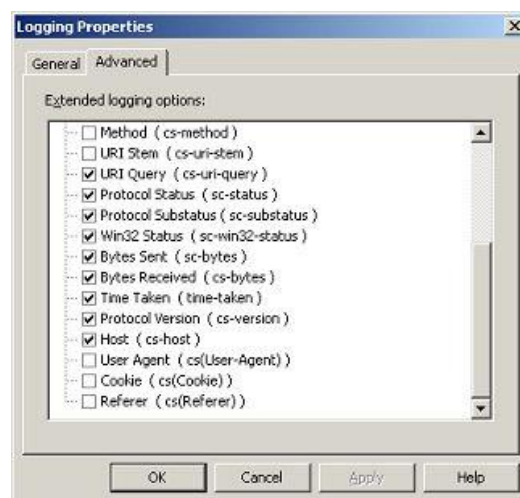 Logging Properties
General Advanced
Extended logging options:
Method ( cs-method )
URI Stem ( cs-uri-stem )
URI Query ( cs-uri-query )
Protocol Status ( sc-status )
Protocol Substatus ( sc-substatus )
Win32 Status ( sc-win32-status )
Bytes Sent ( sc-bytes )
Bytes Received ( cs-bytes )
Time Taken ( time-taken )
Protocol Version ( cs-version )
Host ( cs-host )
User Agent ( cs(User-Agent) )
Cookie ( cs(Cookie) )
Referer ( cs(Referer) )
OK Cancel Apply Help